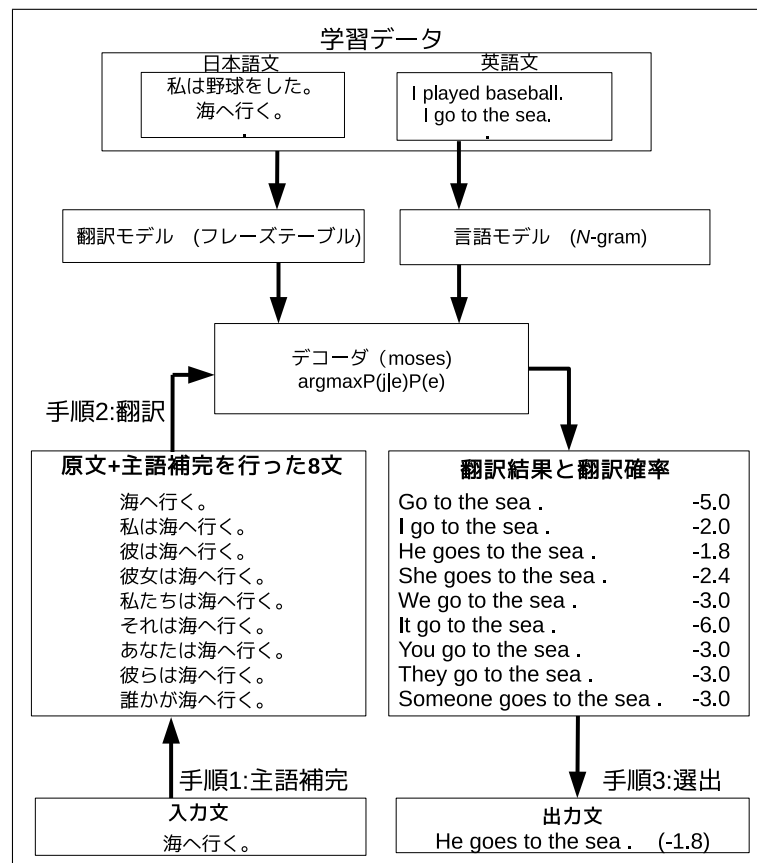 学習データ
日本語文
私は野球をした。
海へ行く。
.
英語文
I played baseball.
I go to the sea.
.
翻訳モデル (フレーズテーブル)
言語モデル (N-gram)
デコーダ（moses)
argmaxP(j|e)P(e)
手順2:翻訳
原文+主語補完を行った8文
海へ行く。
私は海へ行く。
彼は海へ行く。
彼女は海へ行く。
私たちは海へ行く。
それは海へ行く。
あなたは海へ行く。
彼らは海へ行く。
誰かが海へ行く。
翻訳結果と翻訳確率
Go to the sea . -5.0
I go to the sea . -2.0
He goes to the sea . -1.8
She goes to the sea . -2.4
We go to the sea . -3.0
It go to the sea . -6.0
You go to the sea . -3.0
They go to the sea . -3.0
Someone goes to the sea . -3.0
手順1:主語補完
入力文
海へ行く。
手順3:選出
出力文
He goes to the sea . (-1.8)